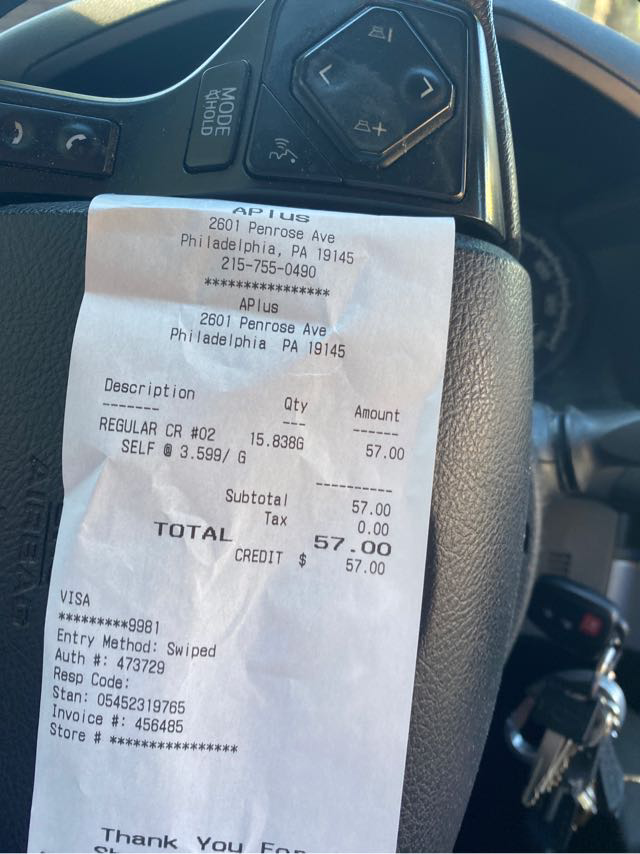 MODE
HOLD
APlus
2601 Penrose Ave
Philadelphia, PA 19145
215-755-0490
****************
APlus
2601 Penrose Ave
Philadelphia PA 19145
Description Qty Amount
------- --- ------
REGULAR CR #02 15.838G 57.00
SELF @ 3.599/ G
----------
Subtotal 57.00
Tax 0.00
TOTAL 57.00
CREDIT $ 57.00
VISA
*********9981
Entry Method: Swiped
Auth #: 473729
Resp Code:
Stan: 05452319765
Invoice #: 456485
Store # ****************
Thank You For
AIRBAG